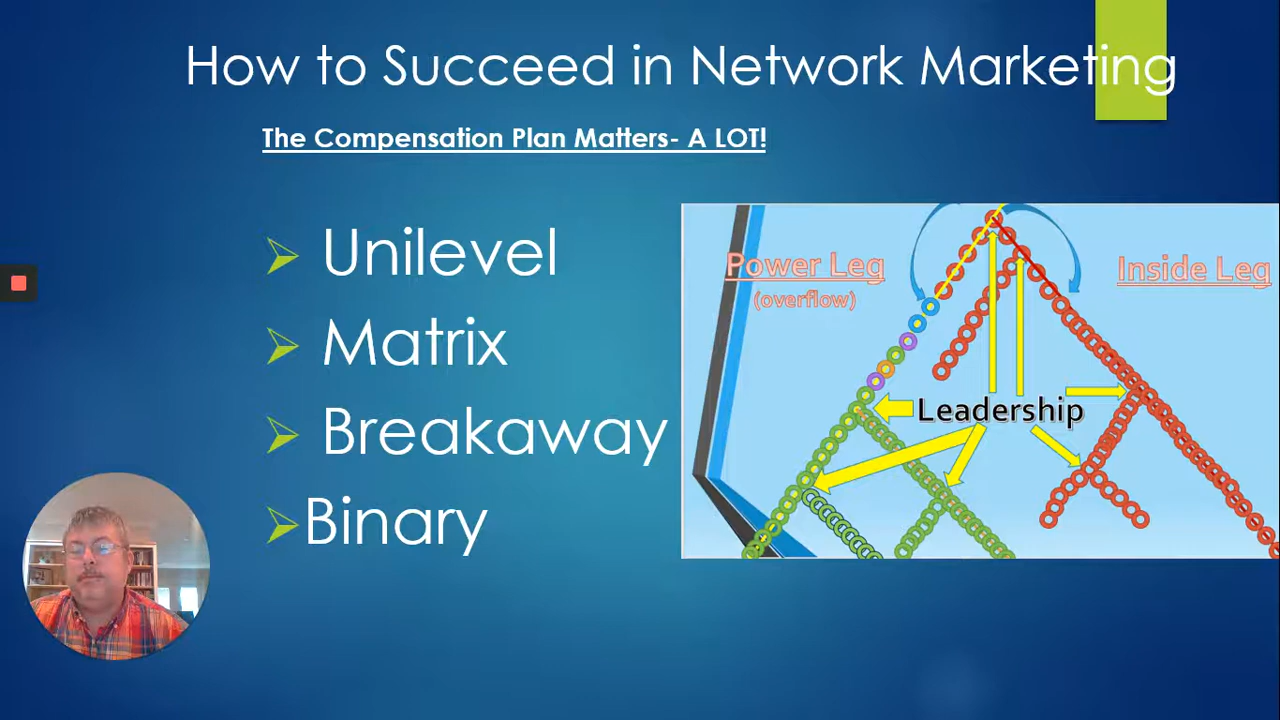 How to Succeed in Network Marketing
The Compensation Plan Matters- A LOT!
Unilevel
Matrix
Breakaway
Binary
Power Leg
(overflow)
Inside Leg
Leadership